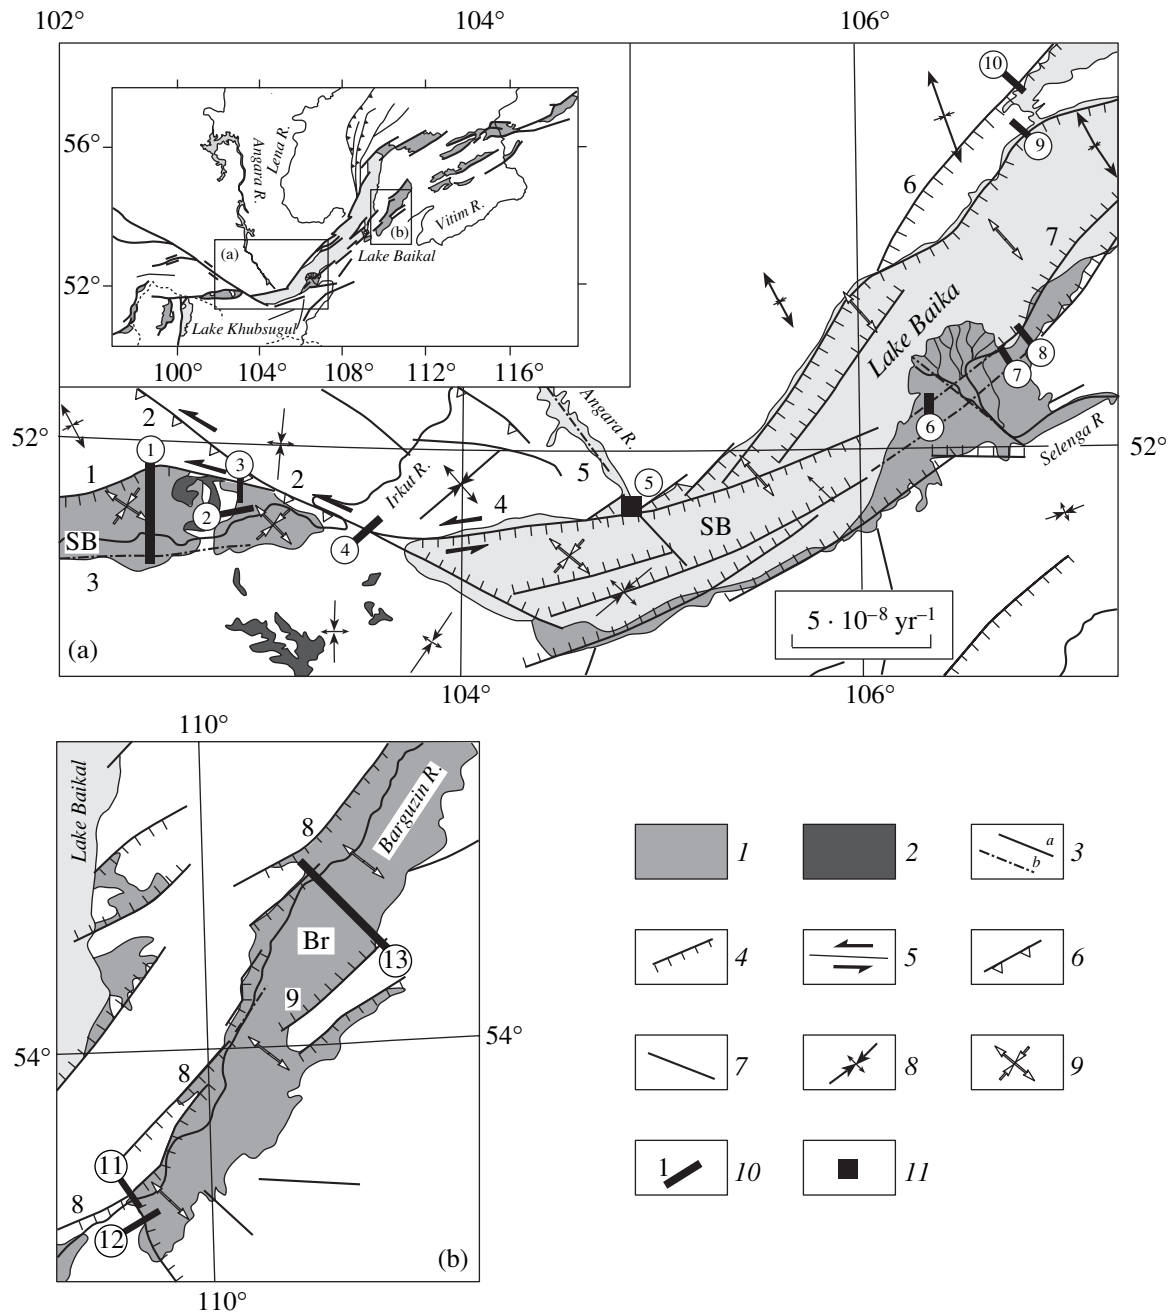 102°
104°
106°
56°
52°
Angara R.
Lena R.
Vitim R.
Lake Baikal
Lake Khubsugul
(a)
(b)
100°
104°
108°
112°
116°
10
9
6
7
Lake Baika
8
7
6
Selenga R
52°
52°
Angara R.
5
5
2
1
1
3
2
2
SB
3
Irkut R.
4
4
SB
(a)
5 · 10–8 yr–1
104°
106°
110°
Lake Baikal
Barguzin R.
8
Br
13
9
54°
54°
8
11
8
12
(b)
110°
1
2
a
b
3
4
5
6
7
8
9
1
10
11